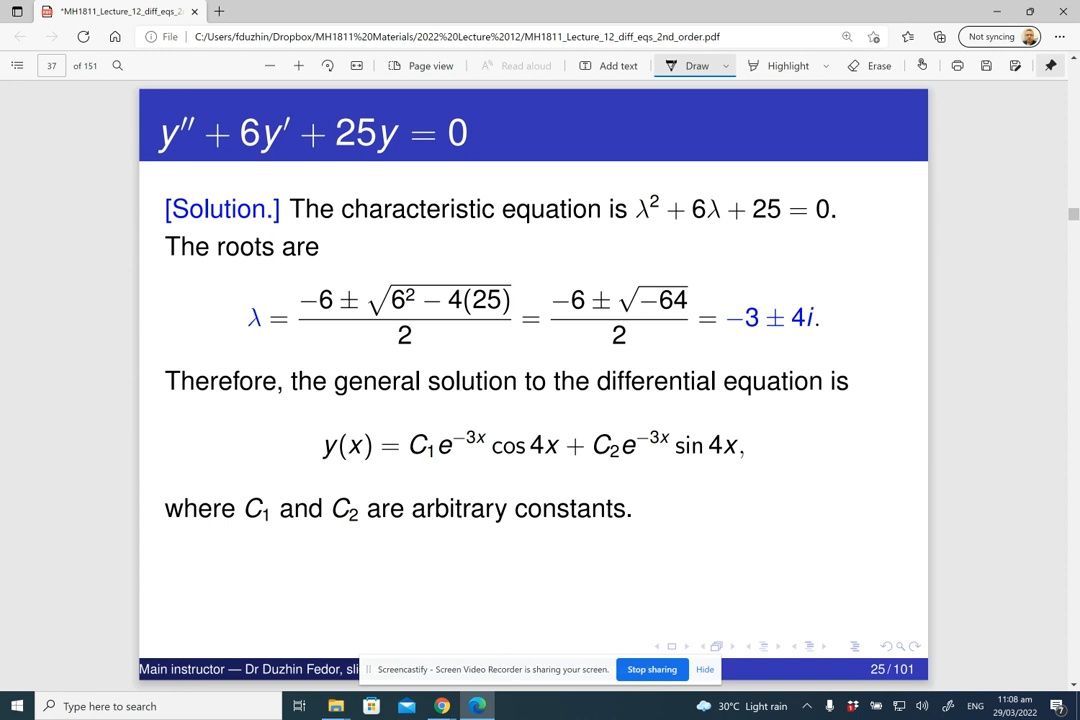 *MH1811_Lecture_12_diff_eqs_2nd_
File C:/Users/fduzhin/Dropbox/MH1811%20Materials/2022%20Lecture%2012/MH1811_Lecture_12_diff_eqs_2nd_order.pdf Not syncing
37 of 151 Page view Read aloud Add text Draw Highlight Erase
y″ + 6y′ + 25y = 0
[Solution.] The characteristic equation is λ² + 6λ + 25 = 0.
The roots are
λ = (−6 ± √(6² − 4(25)))/2 = (−6 ± √(−64))/2 = −3 ± 4i.
Therefore, the general solution to the differential equation is
y(x) = C₁e⁻³ˣ cos 4x + C₂e⁻³ˣ sin 4x,
where C₁ and C₂ are arbitrary constants.
Main instructor — Dr Duzhin Fedor, 25/101
Screencastify - Screen Video Recorder is sharing your screen. Stop sharing Hide
Type here to search 30°C Light rain ENG 11:08 am
29/03/2022
7